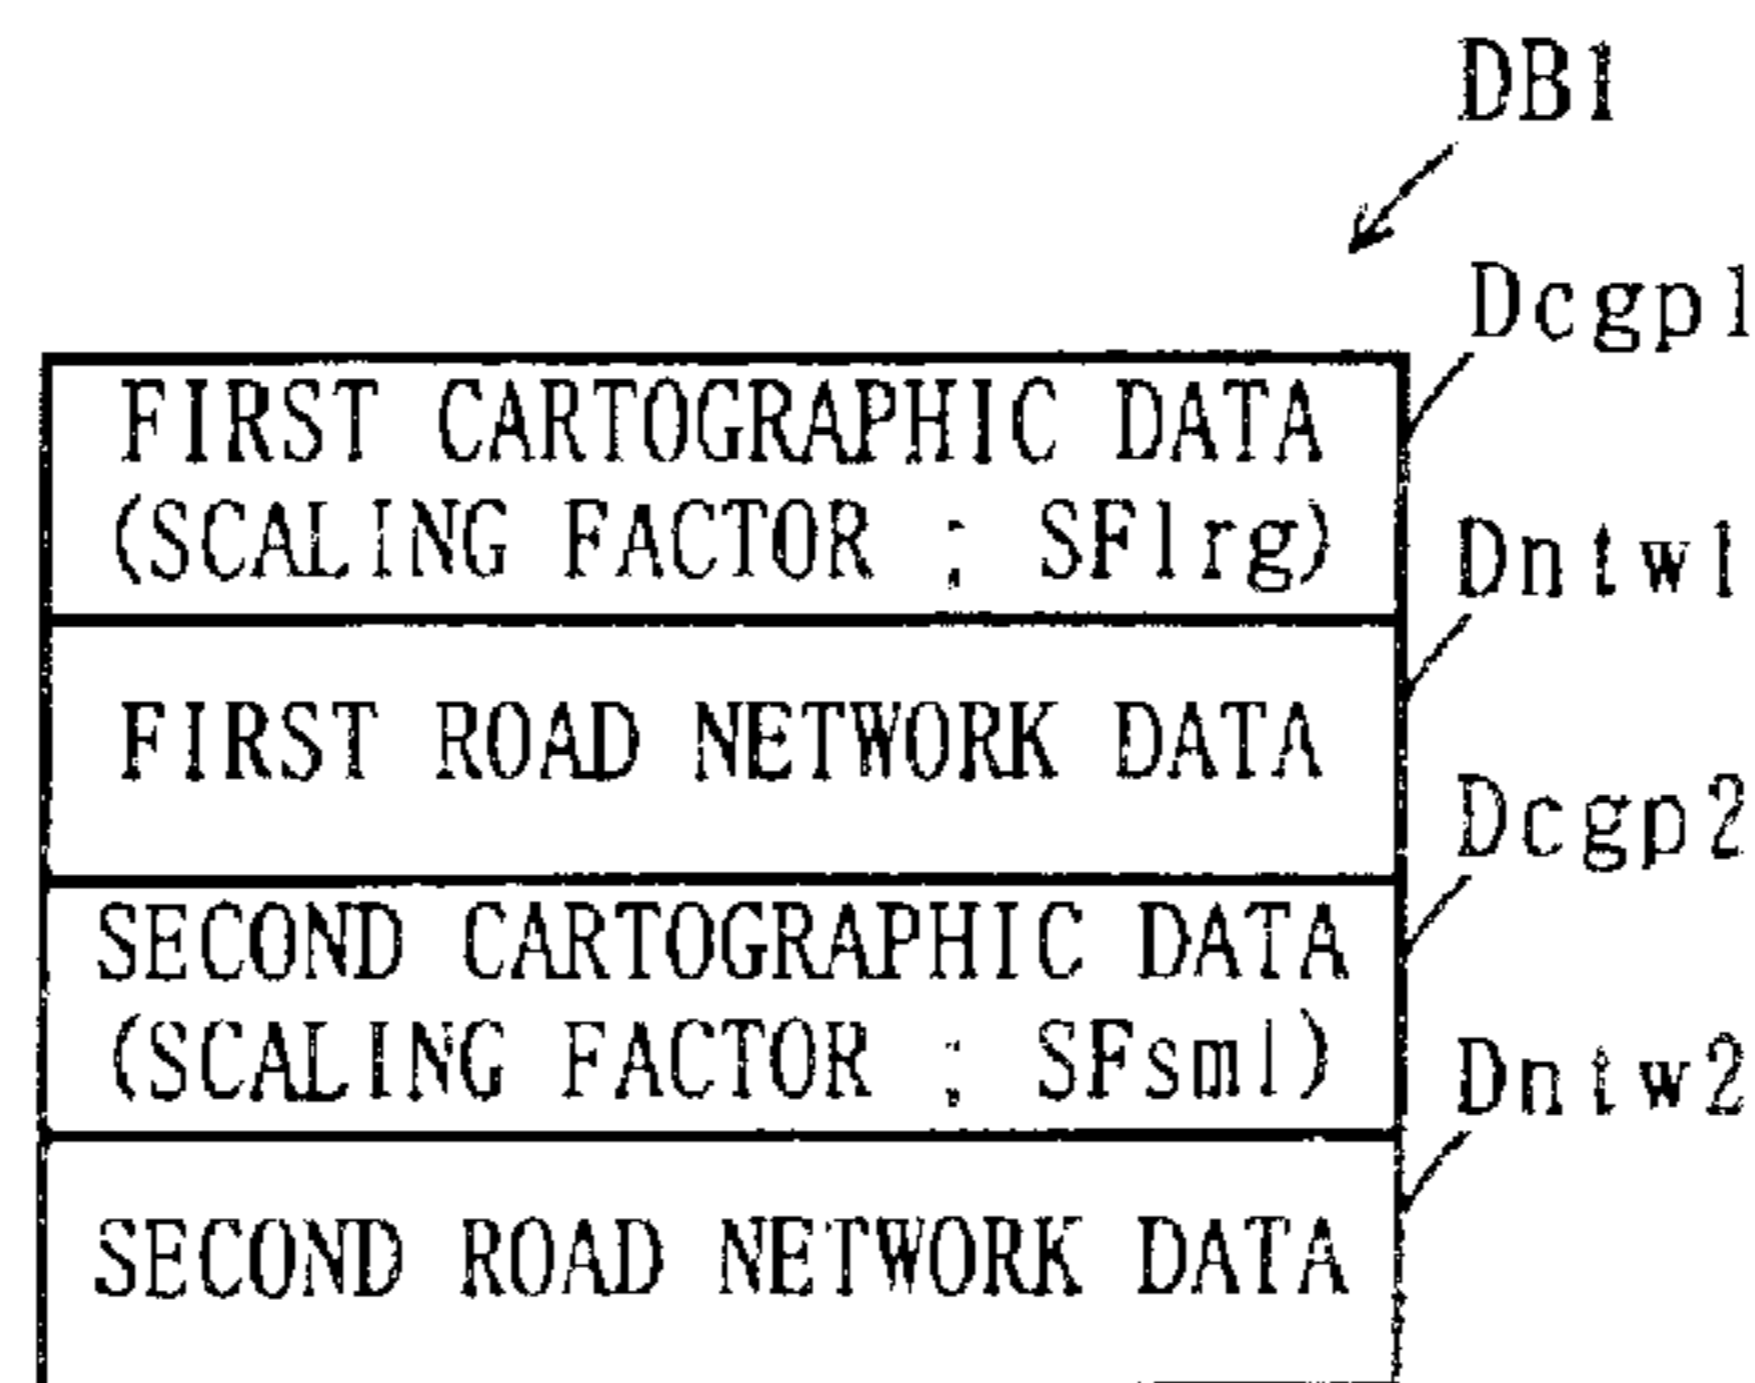 DB1
Dcgp1
FIRST CARTOGRAPHIC DATA
(SCALING FACTOR ; SFlrg)
Dntw1
FIRST ROAD NETWORK DATA
Dcgp2
SECOND CARTOGRAPHIC DATA
(SCALING FACTOR ; SFsml)
Dntw2
SECOND ROAD NETWORK DATA